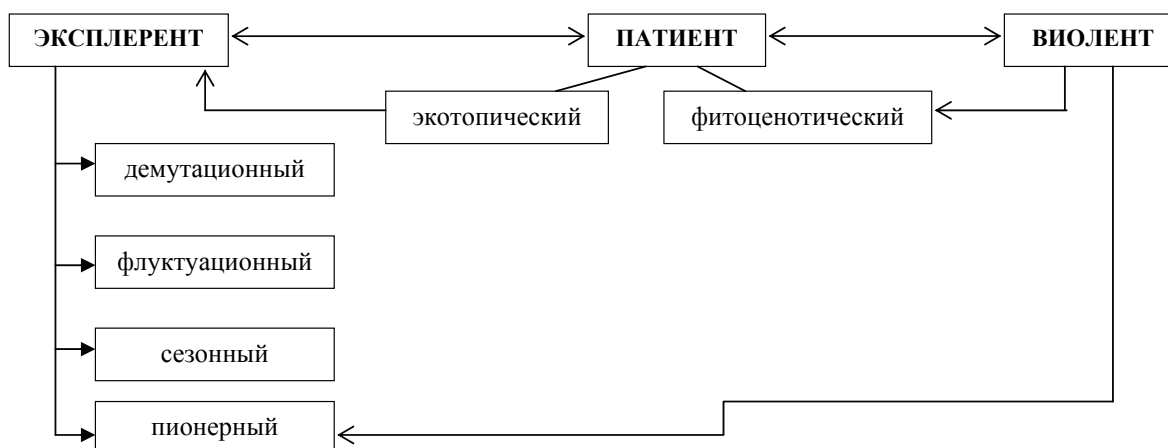 ЭКСПЛЕРЕНТ
ПАТИЕНТ
ВИОЛЕНТ
экотопический
фитоценотический
демутационный
флуктуационный
сезонный
пионерный